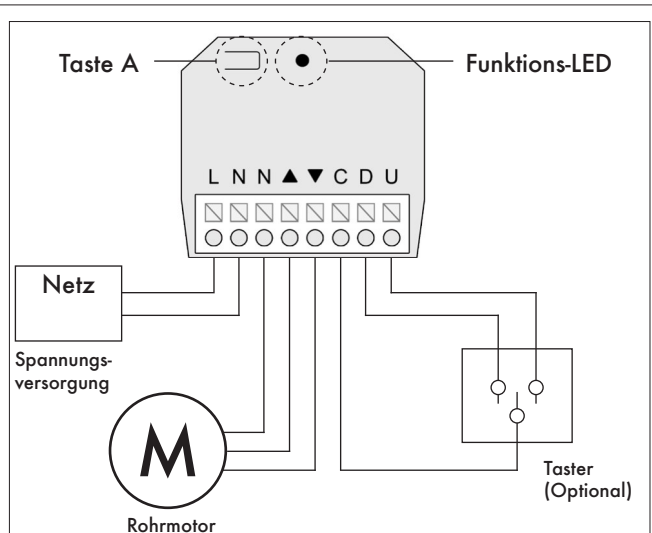 Taste A
Funktions-LED
L N N ▲ ▼ C D U
Netz
Spannungs-
versorgung
M
Rohrmotor
Taster
(Optional)